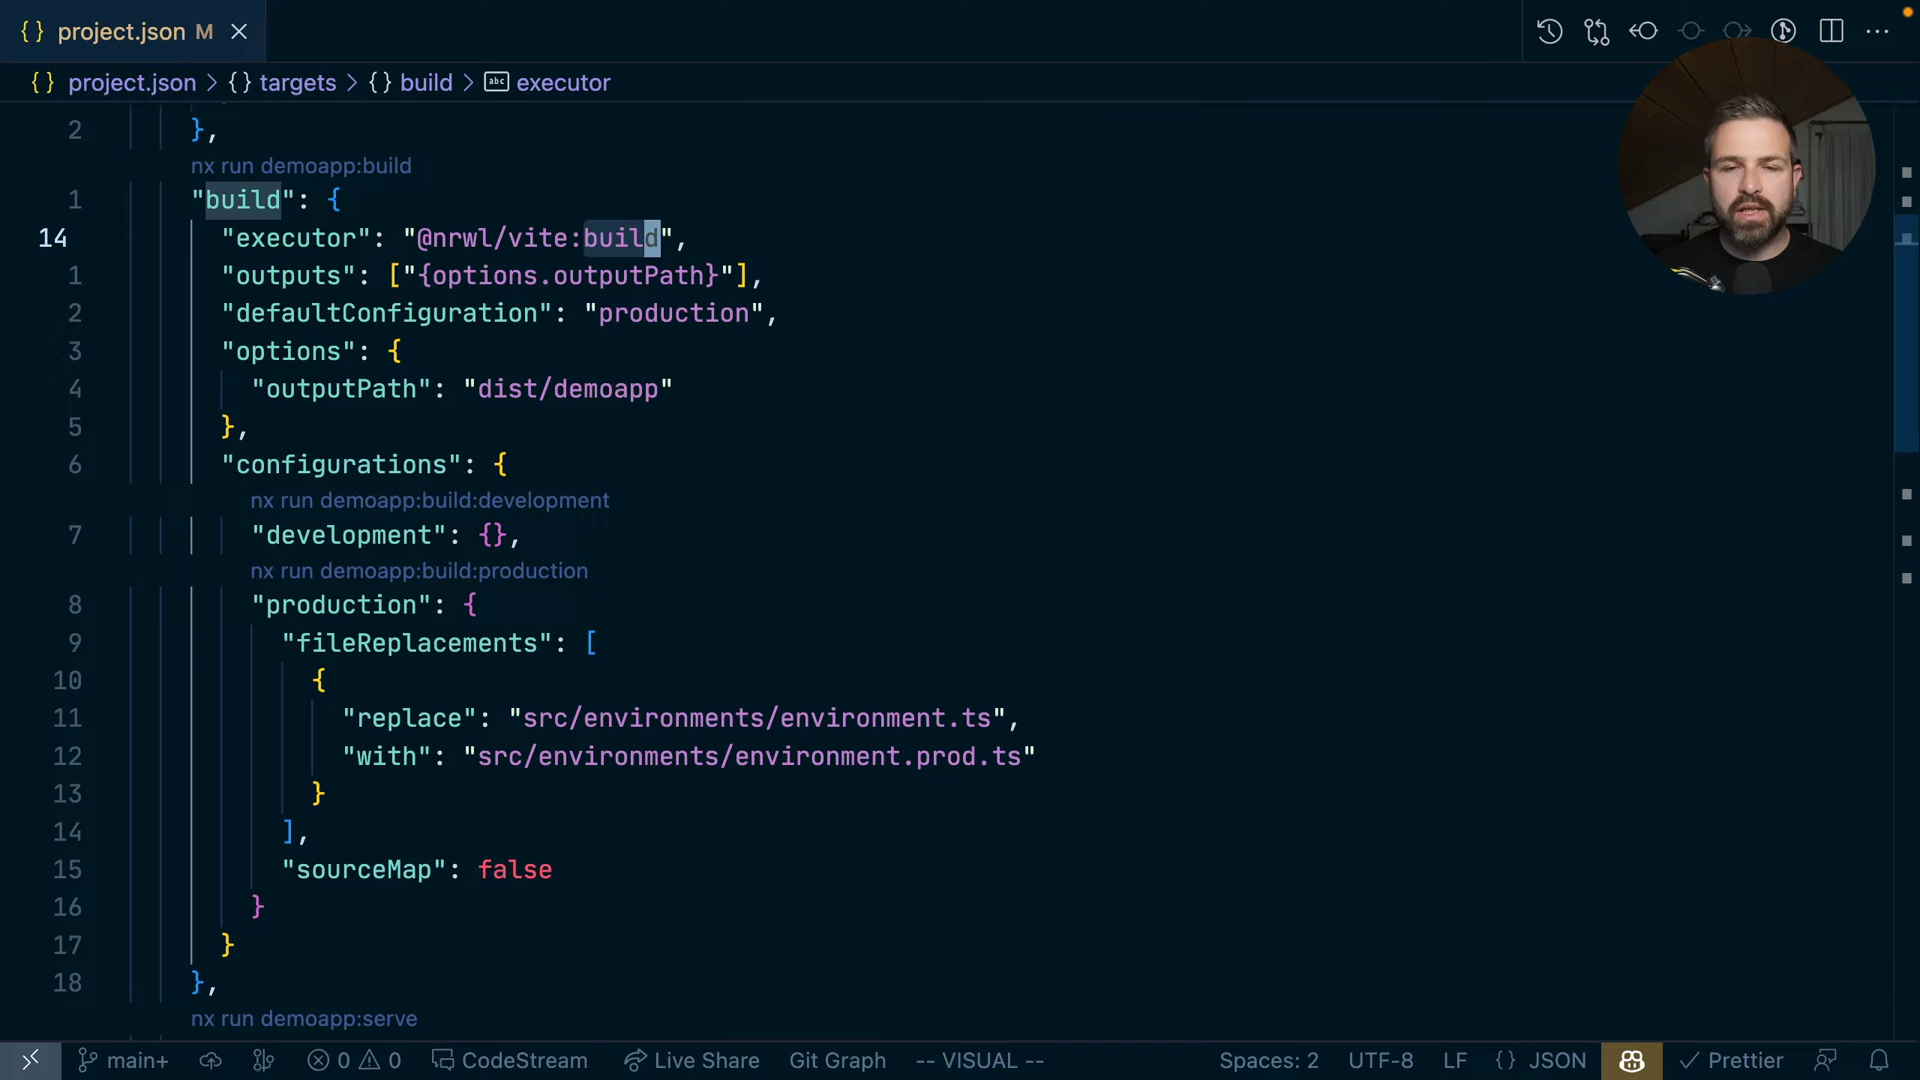 {} project.json M
{} project.json > {} targets > {} build > abc executor
2 },
nx run demoapp:build
1 "build": {
14 "executor": "@nrwl/vite:build",
1 "outputs": ["{options.outputPath}"],
2 "defaultConfiguration": "production",
3 "options": {
4 "outputPath": "dist/demoapp"
5 },
6 "configurations": {
nx run demoapp:build:development
7 "development": {},
nx run demoapp:build:production
8 "production": {
9 "fileReplacements": [
10 {
11 "replace": "src/environments/environment.ts",
12 "with": "src/environments/environment.prod.ts"
13 }
14 ],
15 "sourceMap": false
16 }
17 }
18 },
nx run demoapp:serve
main+ 0 0 CodeStream Live Share Git Graph -- VISUAL -- Spaces: 2 UTF-8 LF {} JSON Prettier